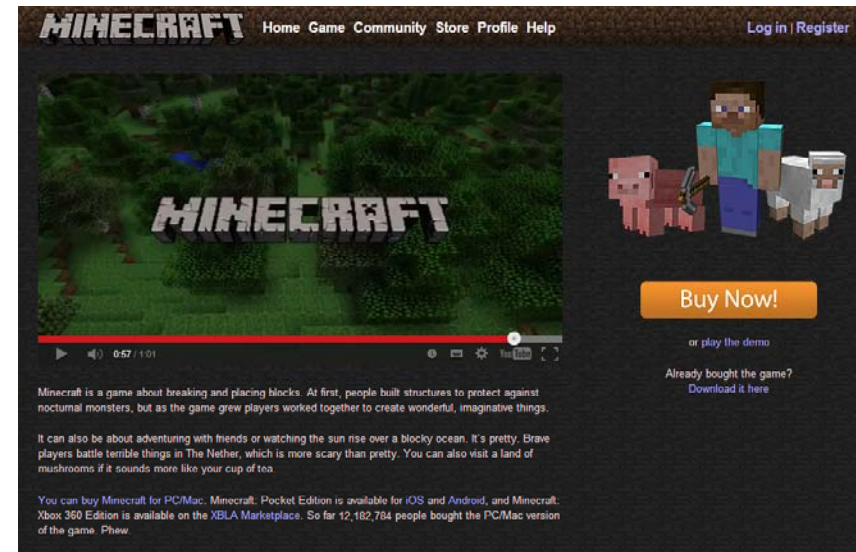 MINECRAFT
Home Game Community Store Profile Help
Log in | Register
MINECRAFT
0:57 / 1:01
YouTube
Buy Now!
or play the demo
Already bought the game?
Download it here
Minecraft is a game about breaking and placing blocks. At first, people built structures to protect against
nocturnal monsters, but as the game grew players worked together to create wonderful, imaginative things.
It can also be about adventuring with friends or watching the sun rise over a blocky ocean. It's pretty. Brave
players battle terrible things in The Nether, which is more scary than pretty. You can also visit a land of
mushrooms if it sounds more like your cup of tea.
You can buy Minecraft for PC/Mac. Minecraft: Pocket Edition is available for iOS and Android, and Minecraft:
Xbox 360 Edition is available on the XBLA Marketplace. So far 12,182,784 people bought the PC/Mac version
of the game. Phew.